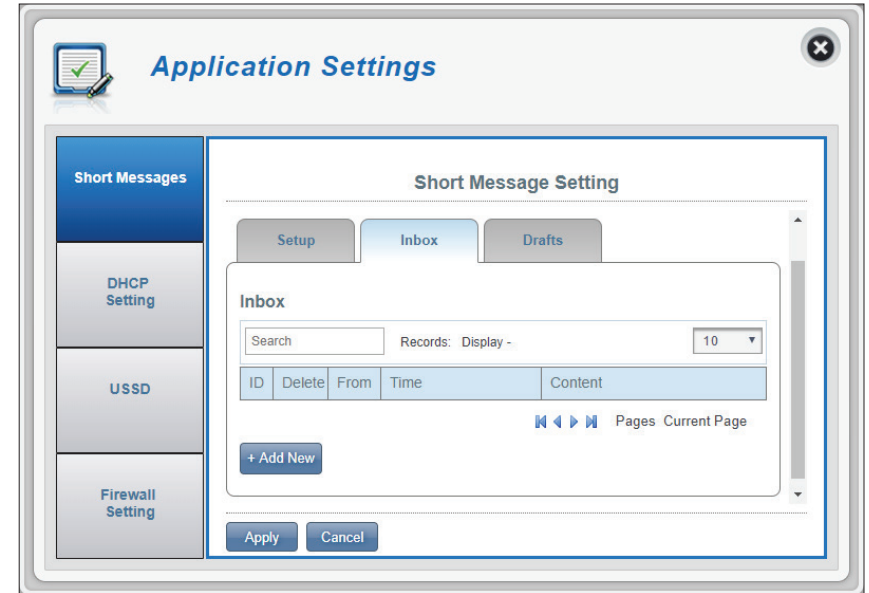 Application Settings
Short Messages
DHCP
Setting
USSD
Firewall
Setting
Short Message Setting
Setup Inbox Drafts
Inbox
Search Records: Display - 10
ID Delete From Time Content
Pages Current Page
+ Add New
Apply Cancel